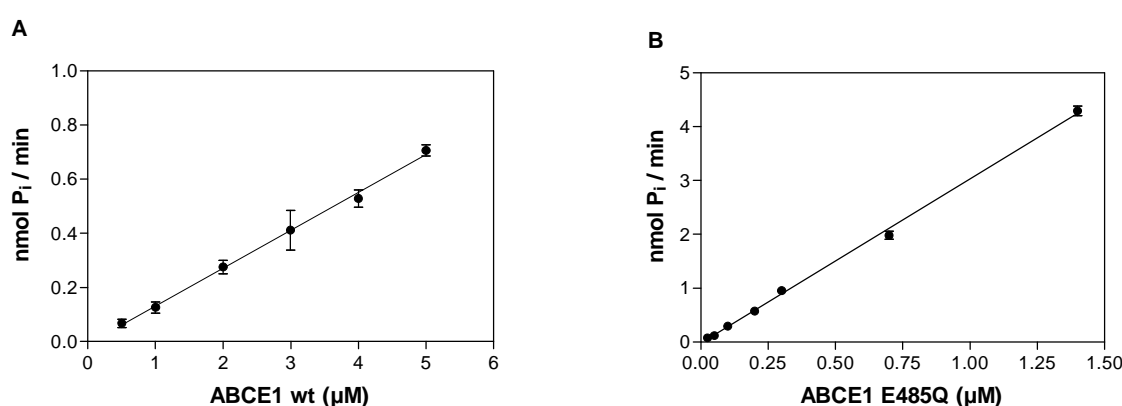 A
1.0
0.8
0.6
0.4
0.2
0.0
nmol Pi / min
0 1 2 3 4 5 6
ABCE1 wt (µM)
B
5
4
3
2
1
0
nmol Pi / min
0.00 0.25 0.50 0.75 1.00 1.25 1.50
ABCE1 E485Q (µM)